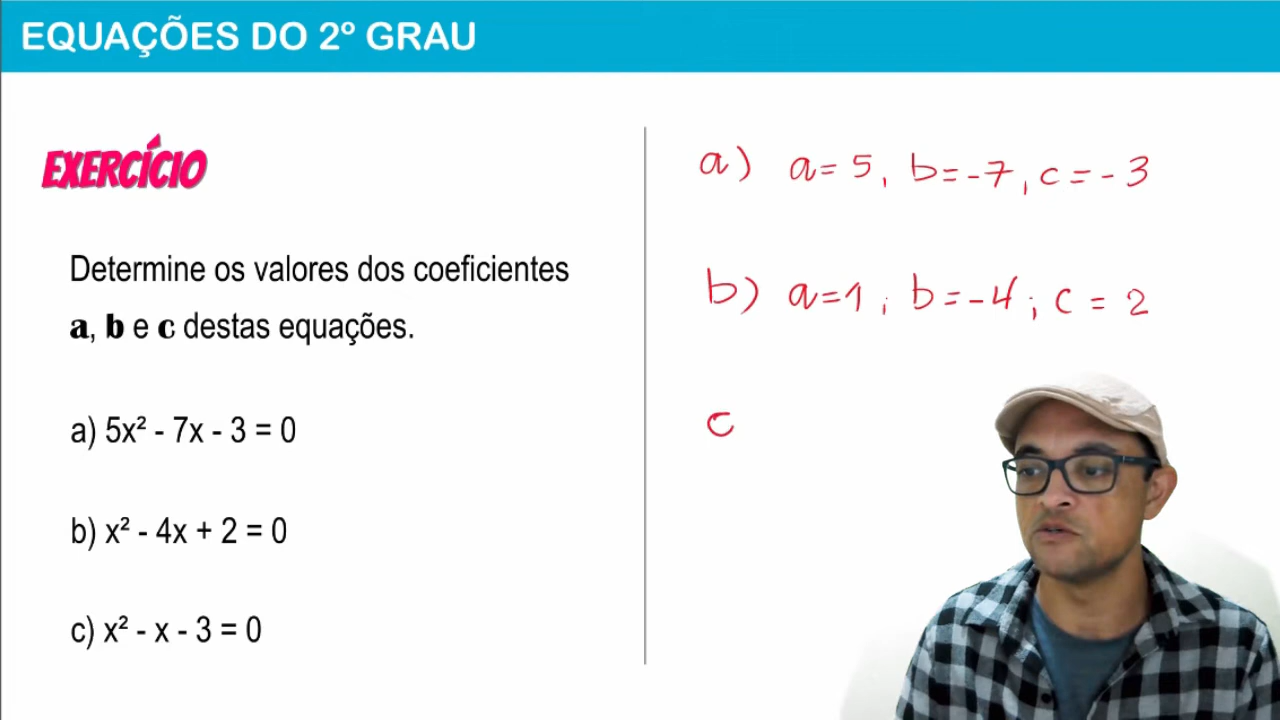 EQUAÇÕES DO 2º GRAU
EXERCÍCIO
Determine os valores dos coeficientes
a, b e c destas equações.
a) 5x² - 7x - 3 = 0
b) x² - 4x + 2 = 0
c) x² - x - 3 = 0
a) a = 5, b = -7, c = -3
b) a = 1; b = -4; c = 2
c